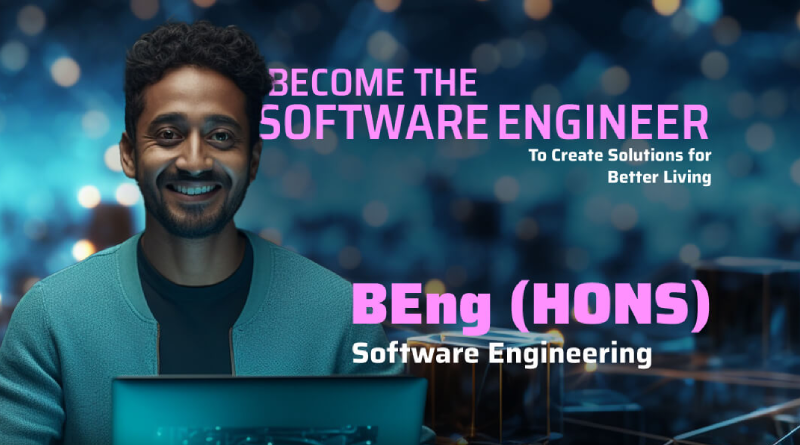 BECOME THE
SOFTWARE ENGINEER
To Create Solutions for
Better Living
BEng (HONS)
Software Engineering